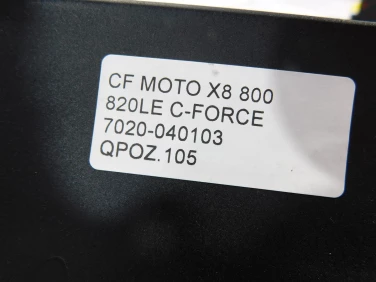 CF MOTO X8 800
820LE C-FORCE
7020-040103
QPOZ.105